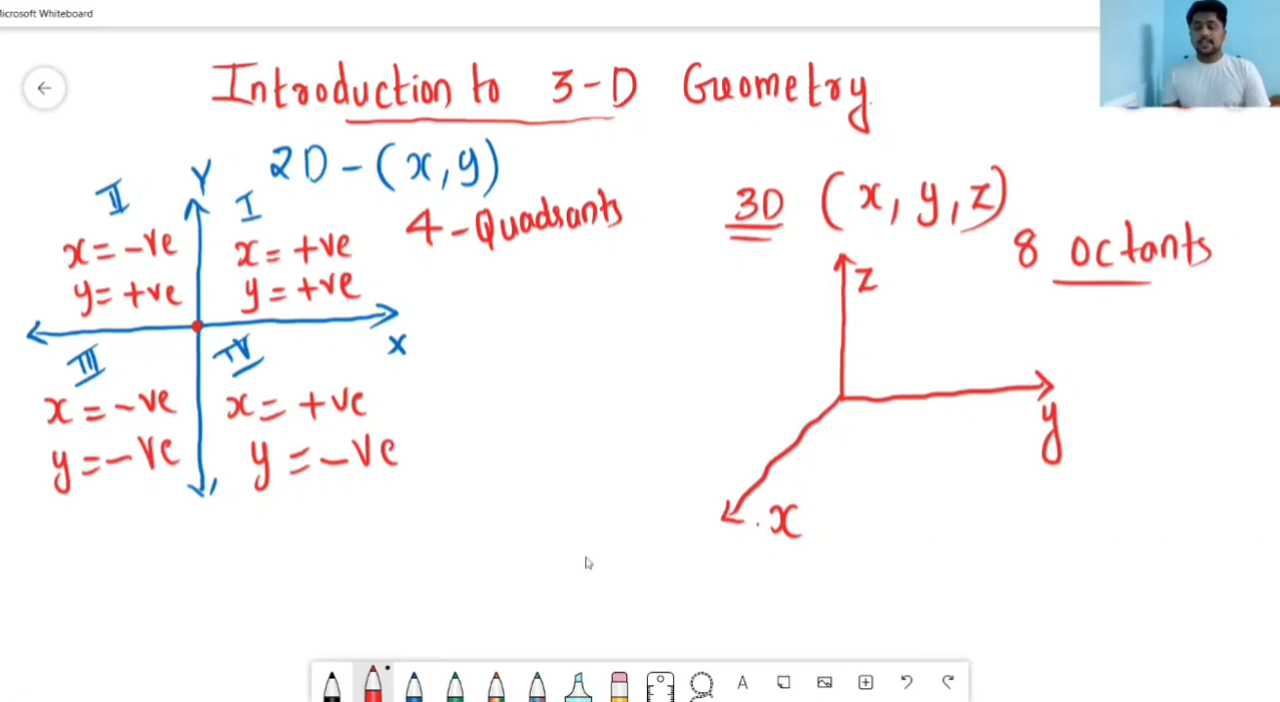 Microsoft Whiteboard
Introduction to 3-D Geometry
2D - (x, y)
4-Quadrants
Y
II
I
x = -ve
y = +ve
x = +ve
y = +ve
X
III
IV
x = -ve
y = -ve
x = +ve
y = -ve
3D (x, y, z)
8 octants
z
y
x
A